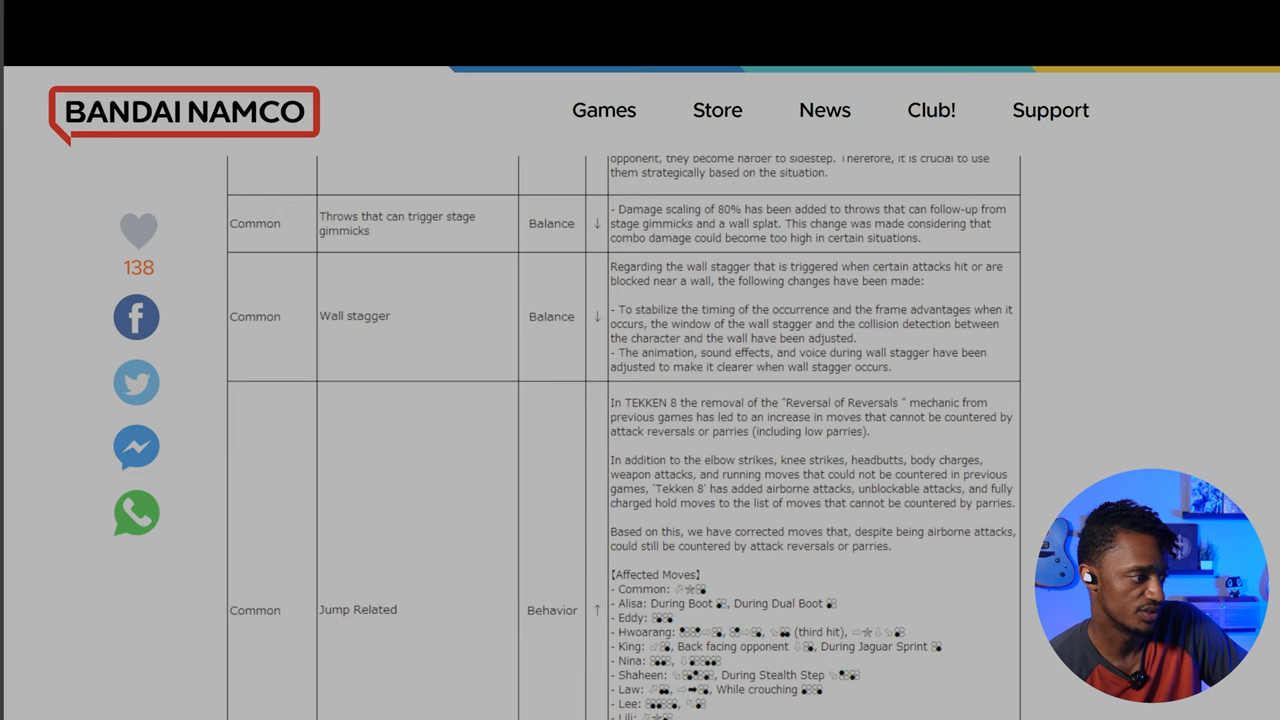 BANDAI NAMCO
Games
Store
News
Club!
Support
138
opponent, they become harder to sidestep. Therefore, it is crucial to use
them strategically based on the situation.
Common
Throws that can trigger stage
gimmicks
Balance
↓
- Damage scaling of 80% has been added to throws that can follow-up from
stage gimmicks and a wall splat. This change was made considering that
combo damage could become too high in certain situations.
Common
Wall stagger
Balance
↓
Regarding the wall stagger that is triggered when certain attacks hit or are
blocked near a wall, the following changes have been made:
- To stabilize the timing of the occurrence and the frame advantages when it
occurs, the window of the wall stagger and the collision detection between
the character and the wall have been adjusted.
- The animation, sound effects, and voice during wall stagger have been
adjusted to make it clearer when wall stagger occurs.
Common
Jump Related
Behavior
↑
In TEKKEN 8 the removal of the "Reversal of Reversals " mechanic from
previous games has led to an increase in moves that cannot be countered by
attack reversals or parries (including low parries).
In addition to the elbow strikes, knee strikes, headbutts, body charges,
weapon attacks, and running moves that could not be countered in previous
games, 'Tekken 8' has added airborne attacks, unblockable attacks, and fully
charged hold moves to the list of moves that cannot be countered by parries.
Based on this, we have corrected moves that, despite being airborne attacks,
could still be countered by attack reversals or parries.
【Affected Moves】
- Common:
- Alisa: During Boot , During Dual Boot
- Eddy:
- Hwoarang: , , (third hit),
- King: , Back facing opponent , During Jaguar Sprint
- Nina: ,
- Shaheen: , During Stealth Step
- Law: , , While crouching
- Lee: ,
- Lili: